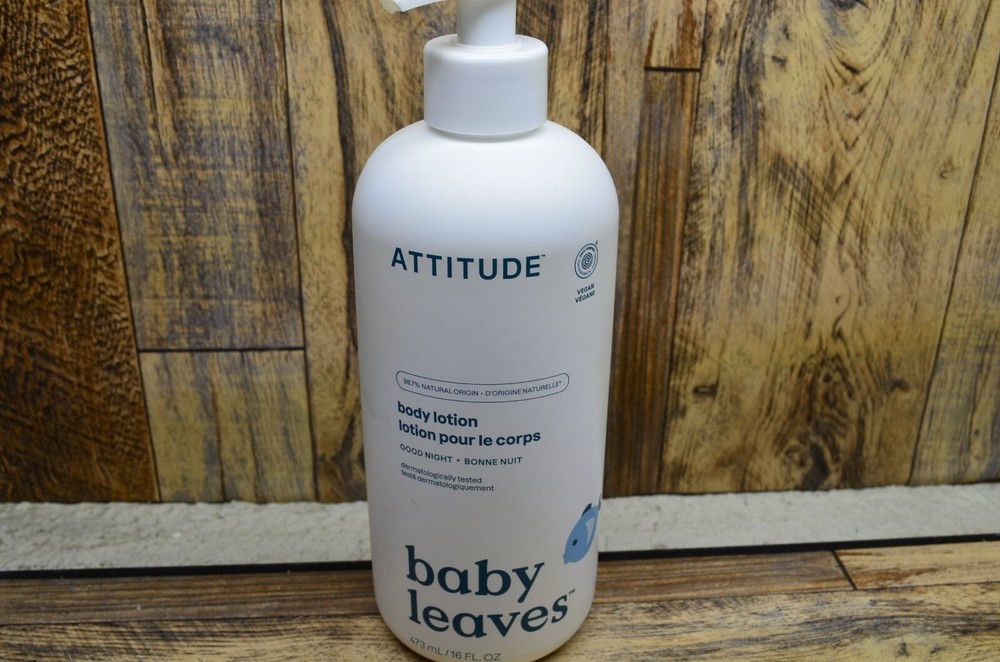 ATTITUDE™
VEGAN
VÉGANE
98.7% NATURAL ORIGIN • D'ORIGINE NATURELLE*
body lotion
lotion pour le corps
GOOD NIGHT • BONNE NUIT
dermatologically tested
testé dermatologiquement
baby
leaves™
473 mL / 16 FL. OZ